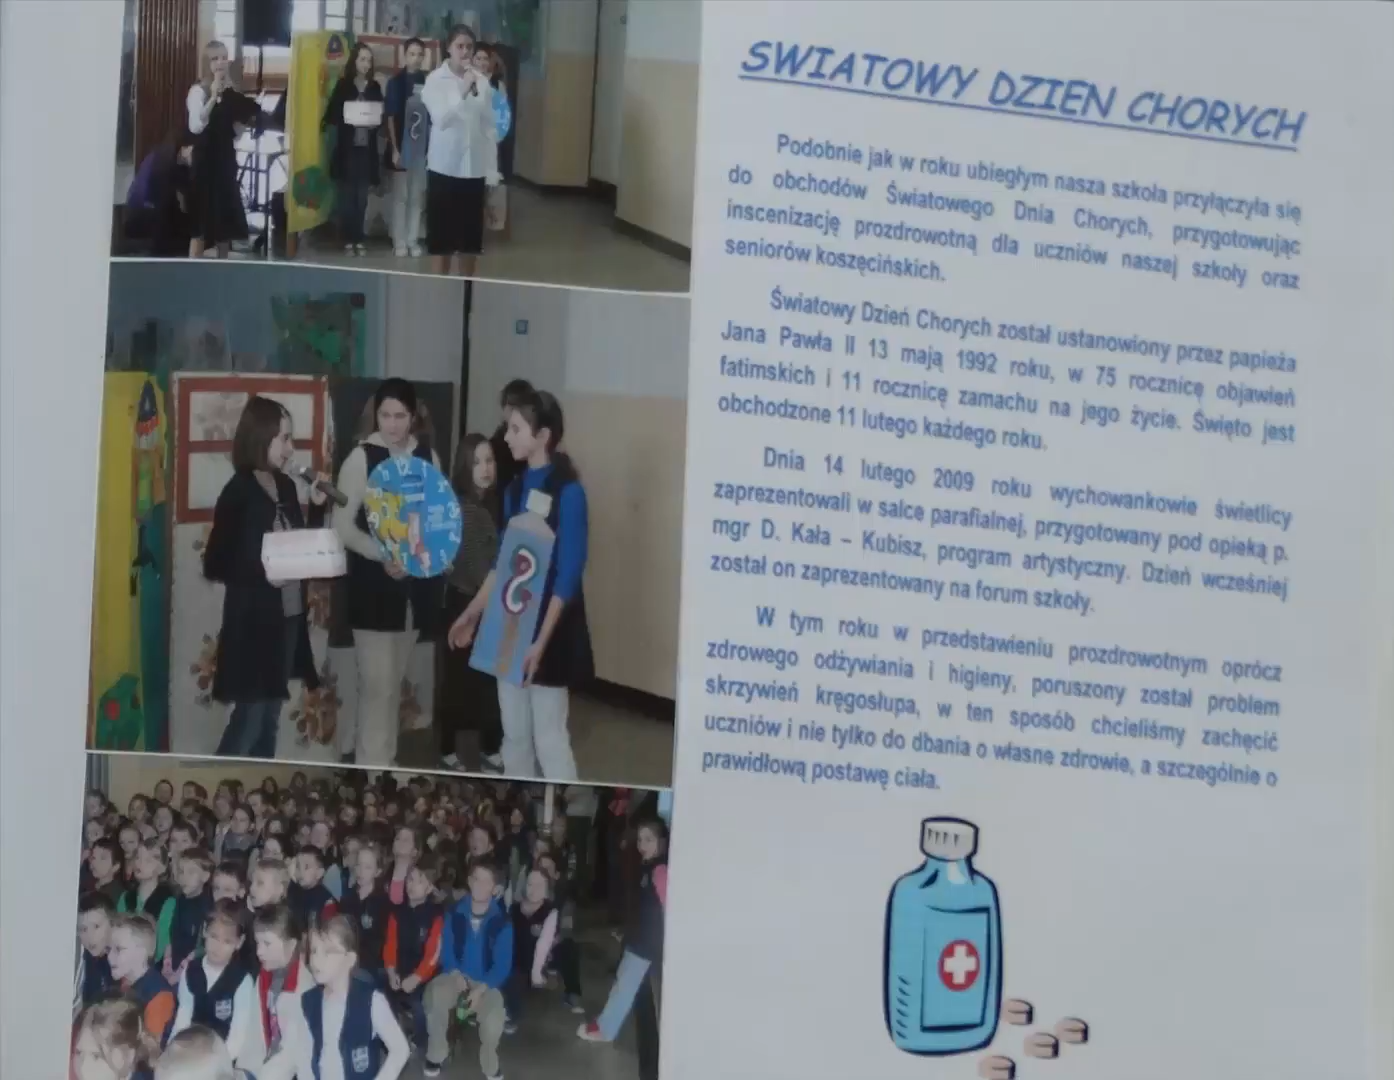 SWIATOWY DZIEN CHORYCH
Podobnie jak w roku ubiegłym nasza szkoła przyłączyła się
do obchodów Światowego Dnia Chorych, przygotowując
inscenizację prozdrowotną dla uczniów naszej szkoły oraz
seniorów koszęcińskich.
Światowy Dzień Chorych został ustanowiony przez papieża
Jana Pawła II 13 mają 1992 roku, w 75 rocznicę objawień
fatimskich i 11 rocznicę zamachu na jego życie. Święto jest
obchodzone 11 lutego każdego roku.
Dnia 14 lutego 2009 roku wychowankowie świetlicy
zaprezentowali w salce parafialnej, przygotowany pod opieką p.
mgr D. Kała – Kubisz, program artystyczny. Dzień wcześniej
został on zaprezentowany na forum szkoły.
W tym roku w przedstawieniu prozdrowotnym oprócz
zdrowego odżywiania i higieny, poruszony został problem
skrzywień kręgosłupa, w ten sposób chcieliśmy zachęcić
uczniów i nie tylko do dbania o własne zdrowie, a szczególnie o
prawidłową postawę ciała.